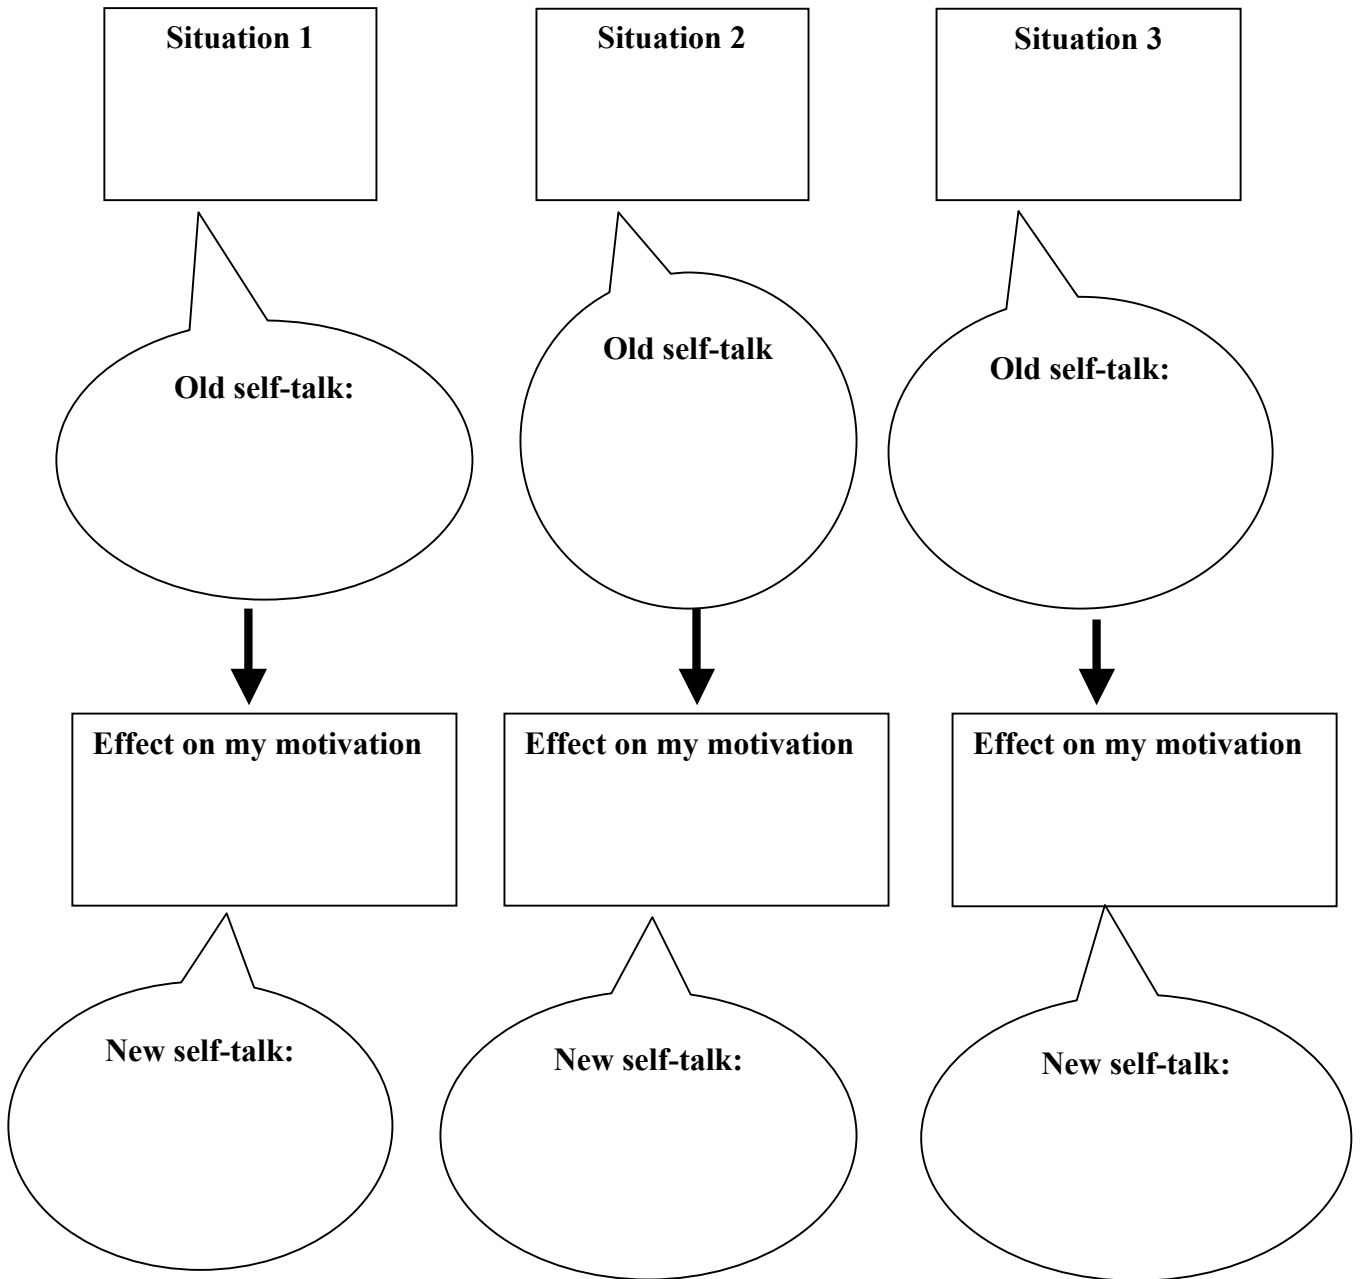 Situation 1
Situation 2
Situation 3
Old self-talk:
Old self-talk
Old self-talk:
Effect on my motivation
Effect on my motivation
Effect on my motivation
New self-talk:
New self-talk:
New self-talk: